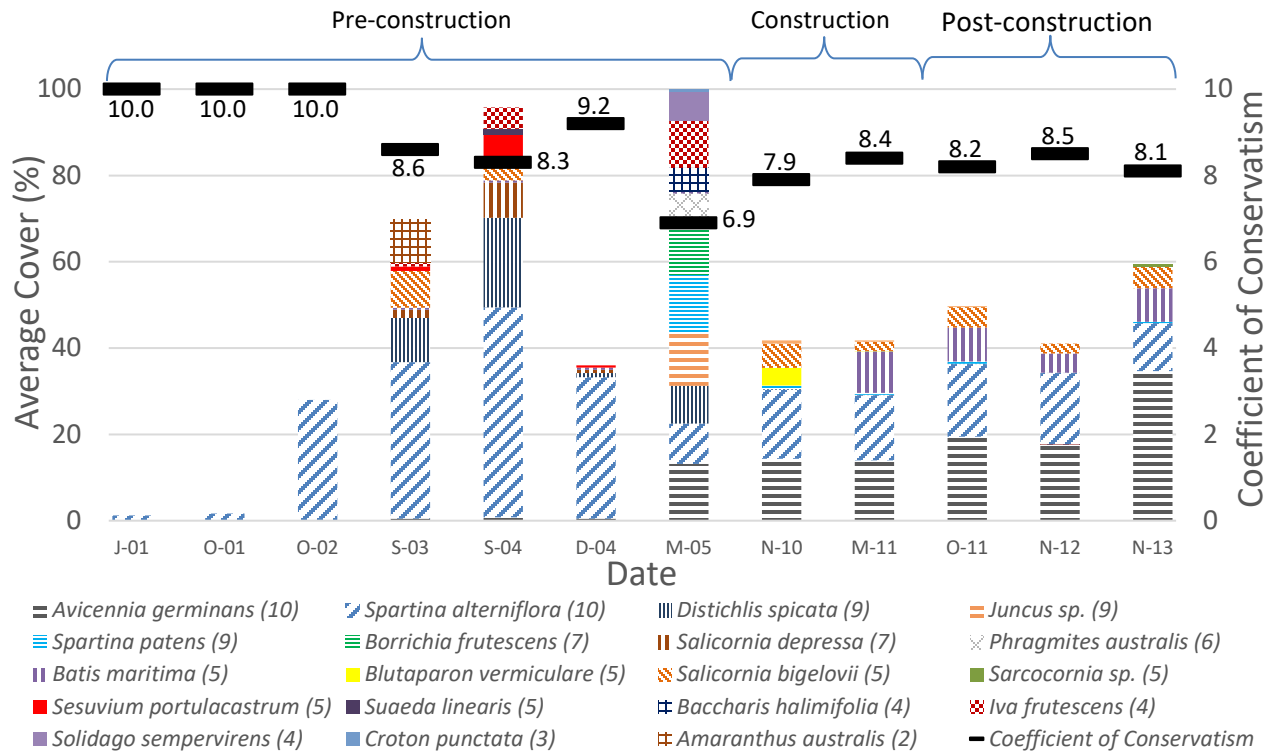 Pre-construction Construction Post-construction
100 10
10.0 10.0 10.0 9.2
8.6 8.3 7.9 8.4 8.2 8.5 8.1
80 8
6.9
60 6
40 4
20 2
0 0
Average Cover (%)
Coefficient of Conservatism
J-01 O-01 O-02 S-03 S-04 D-04 M-05 N-10 M-11 O-11 N-12 N-13
Date
Avicennia germinans (10) Spartina alterniflora (10) Distichlis spicata (9) Juncus sp. (9)
Spartina patens (9) Borrichia frutescens (7) Salicornia depressa (7) Phragmites australis (6)
Batis maritima (5) Blutaparon vermiculare (5) Salicornia bigelovii (5) Sarcocornia sp. (5)
Sesuvium portulacastrum (5) Suaeda linearis (5) Baccharis halimifolia (4) Iva frutescens (4)
Solidago sempervirens (4) Croton punctata (3) Amaranthus australis (2) Coefficient of Conservatism